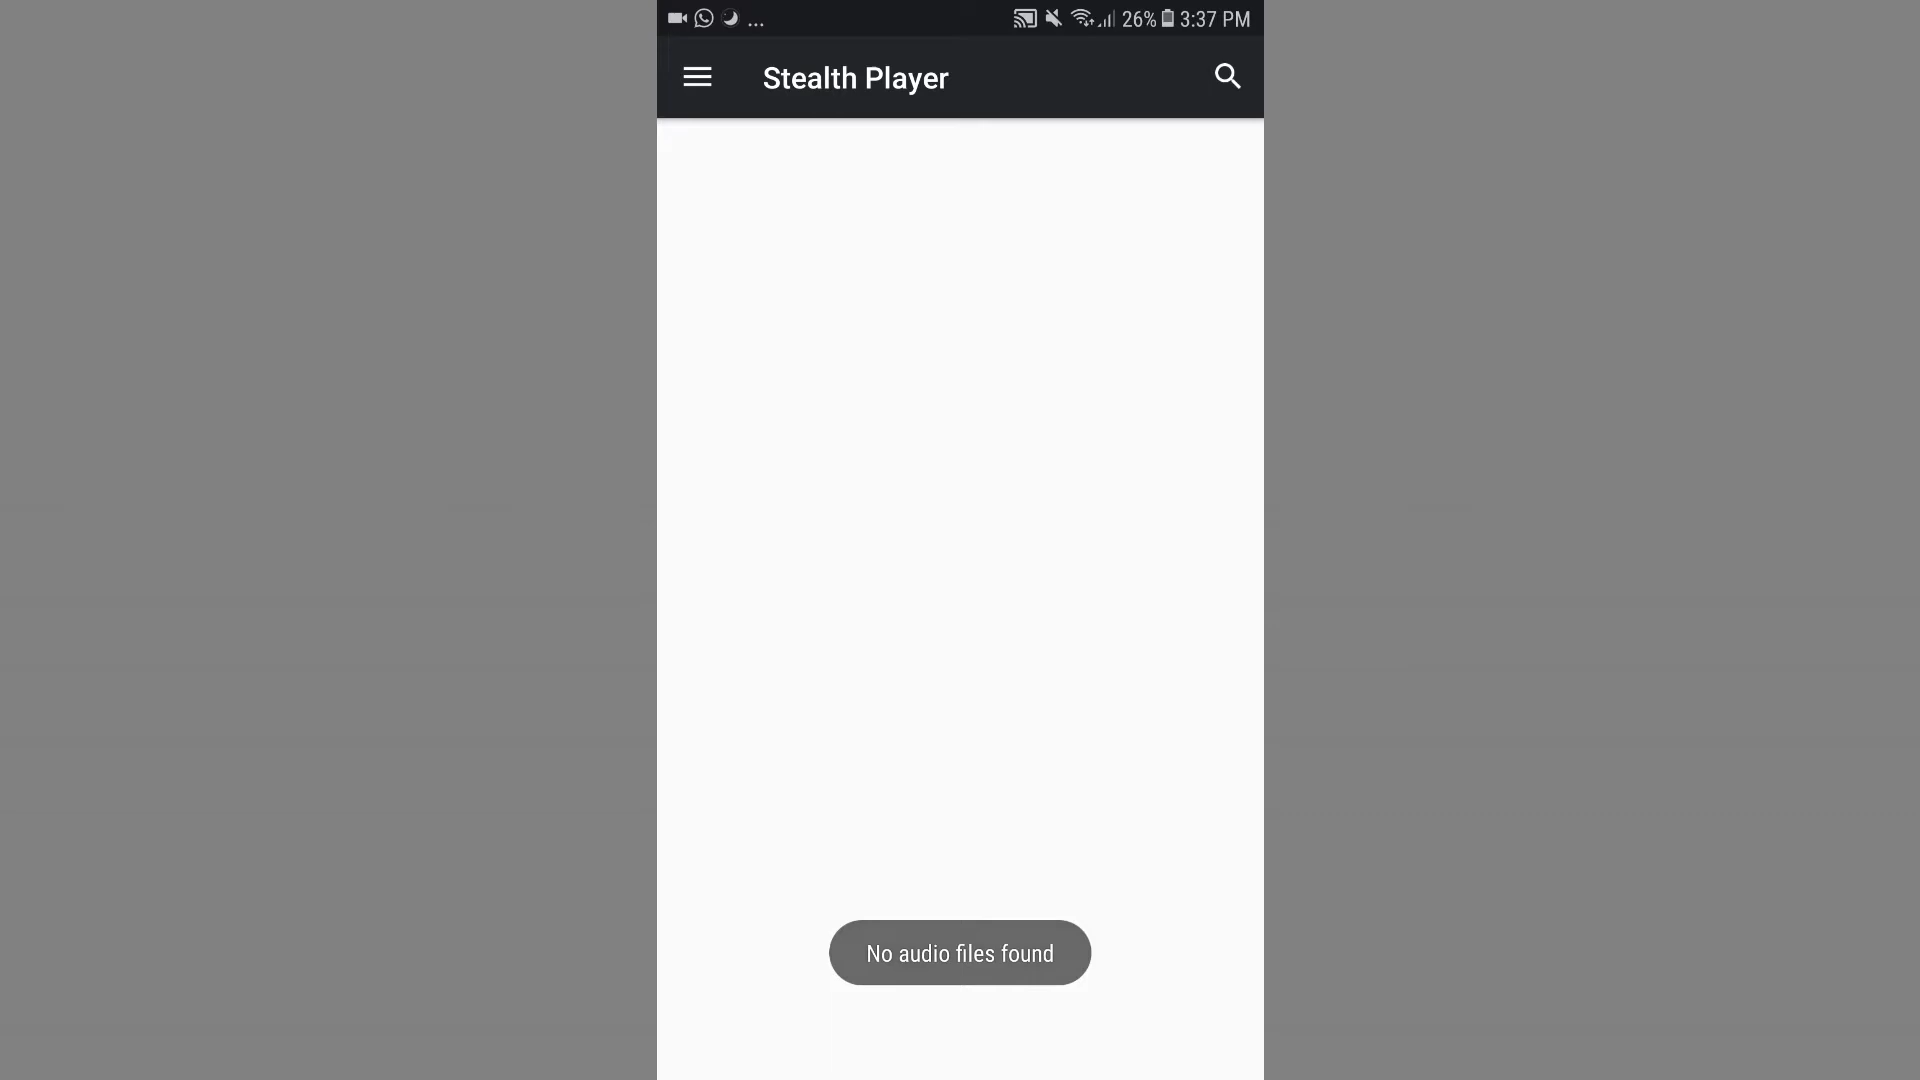 ... 26% 3:37 PM
Stealth Player
No audio files found